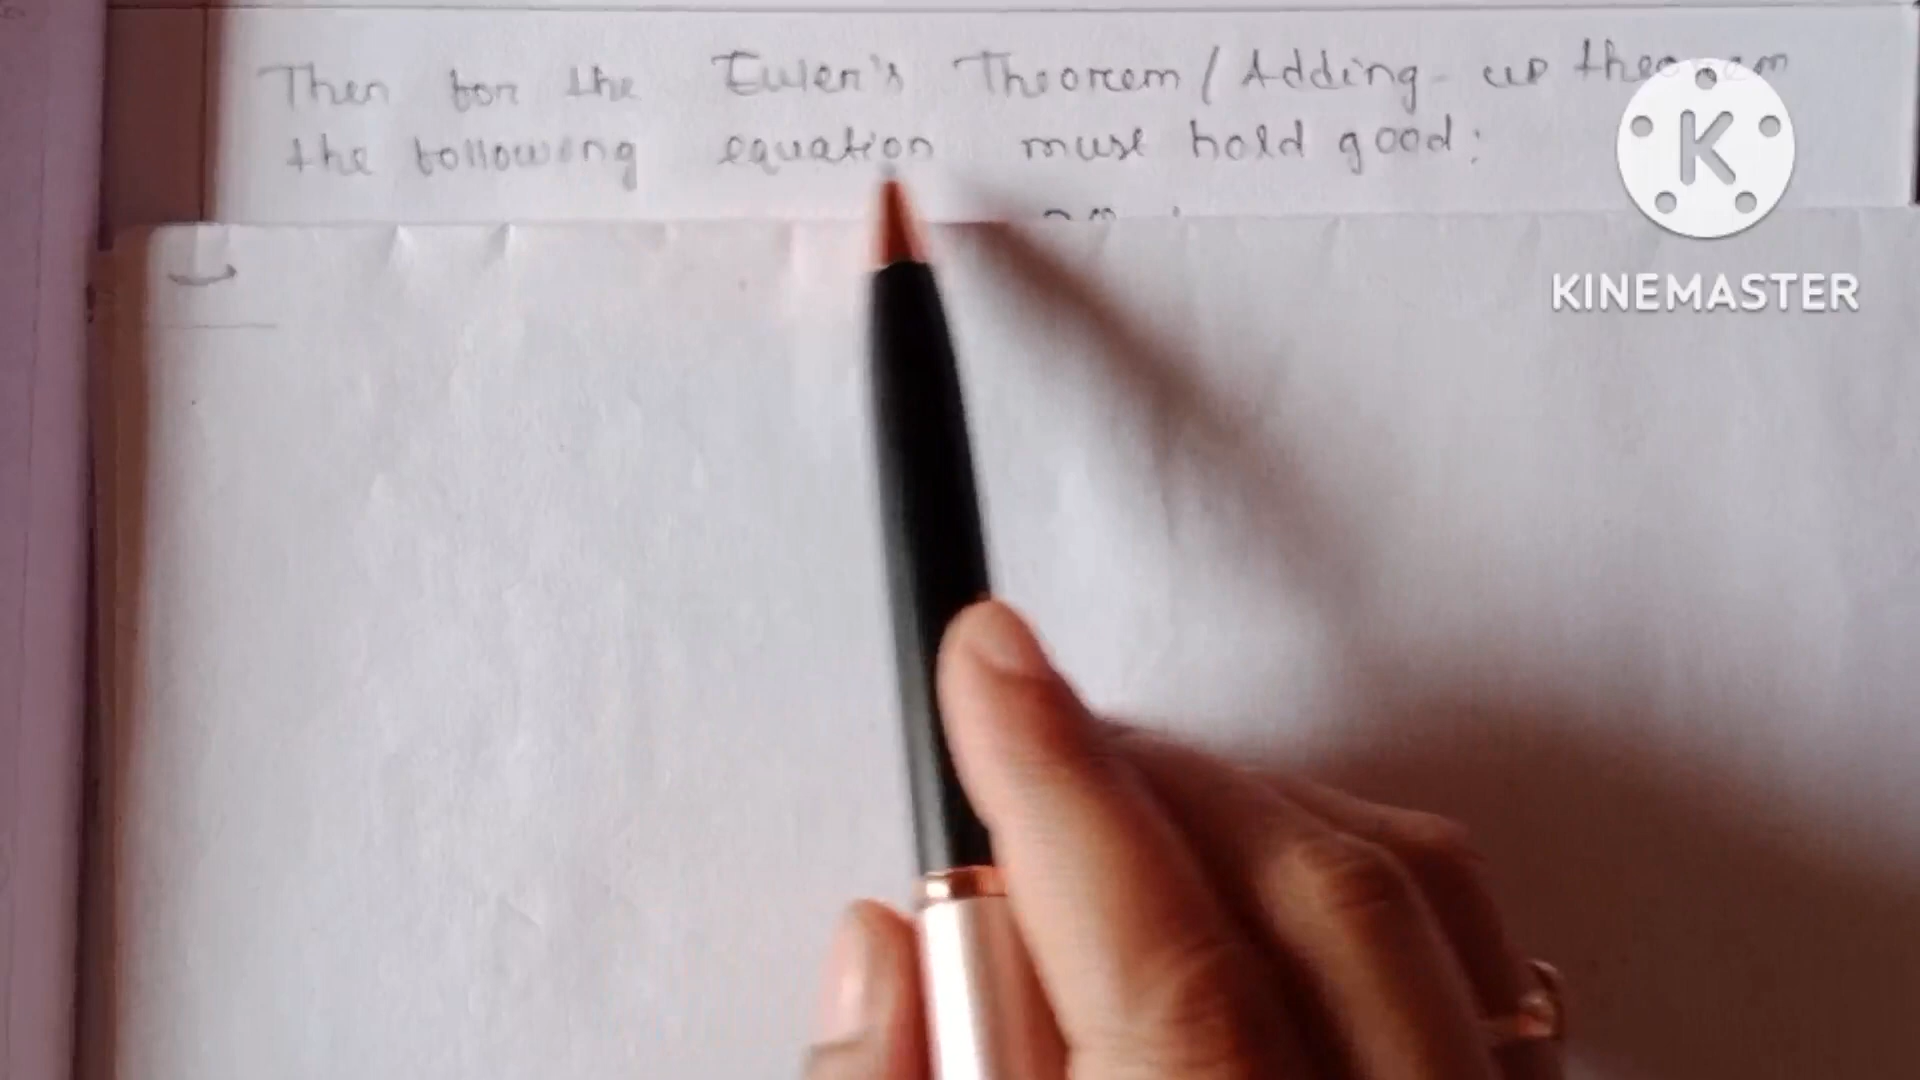 Then for the Euler's Theorem / Adding-up theorem
the following equation must hold good:
K
KINEMASTER